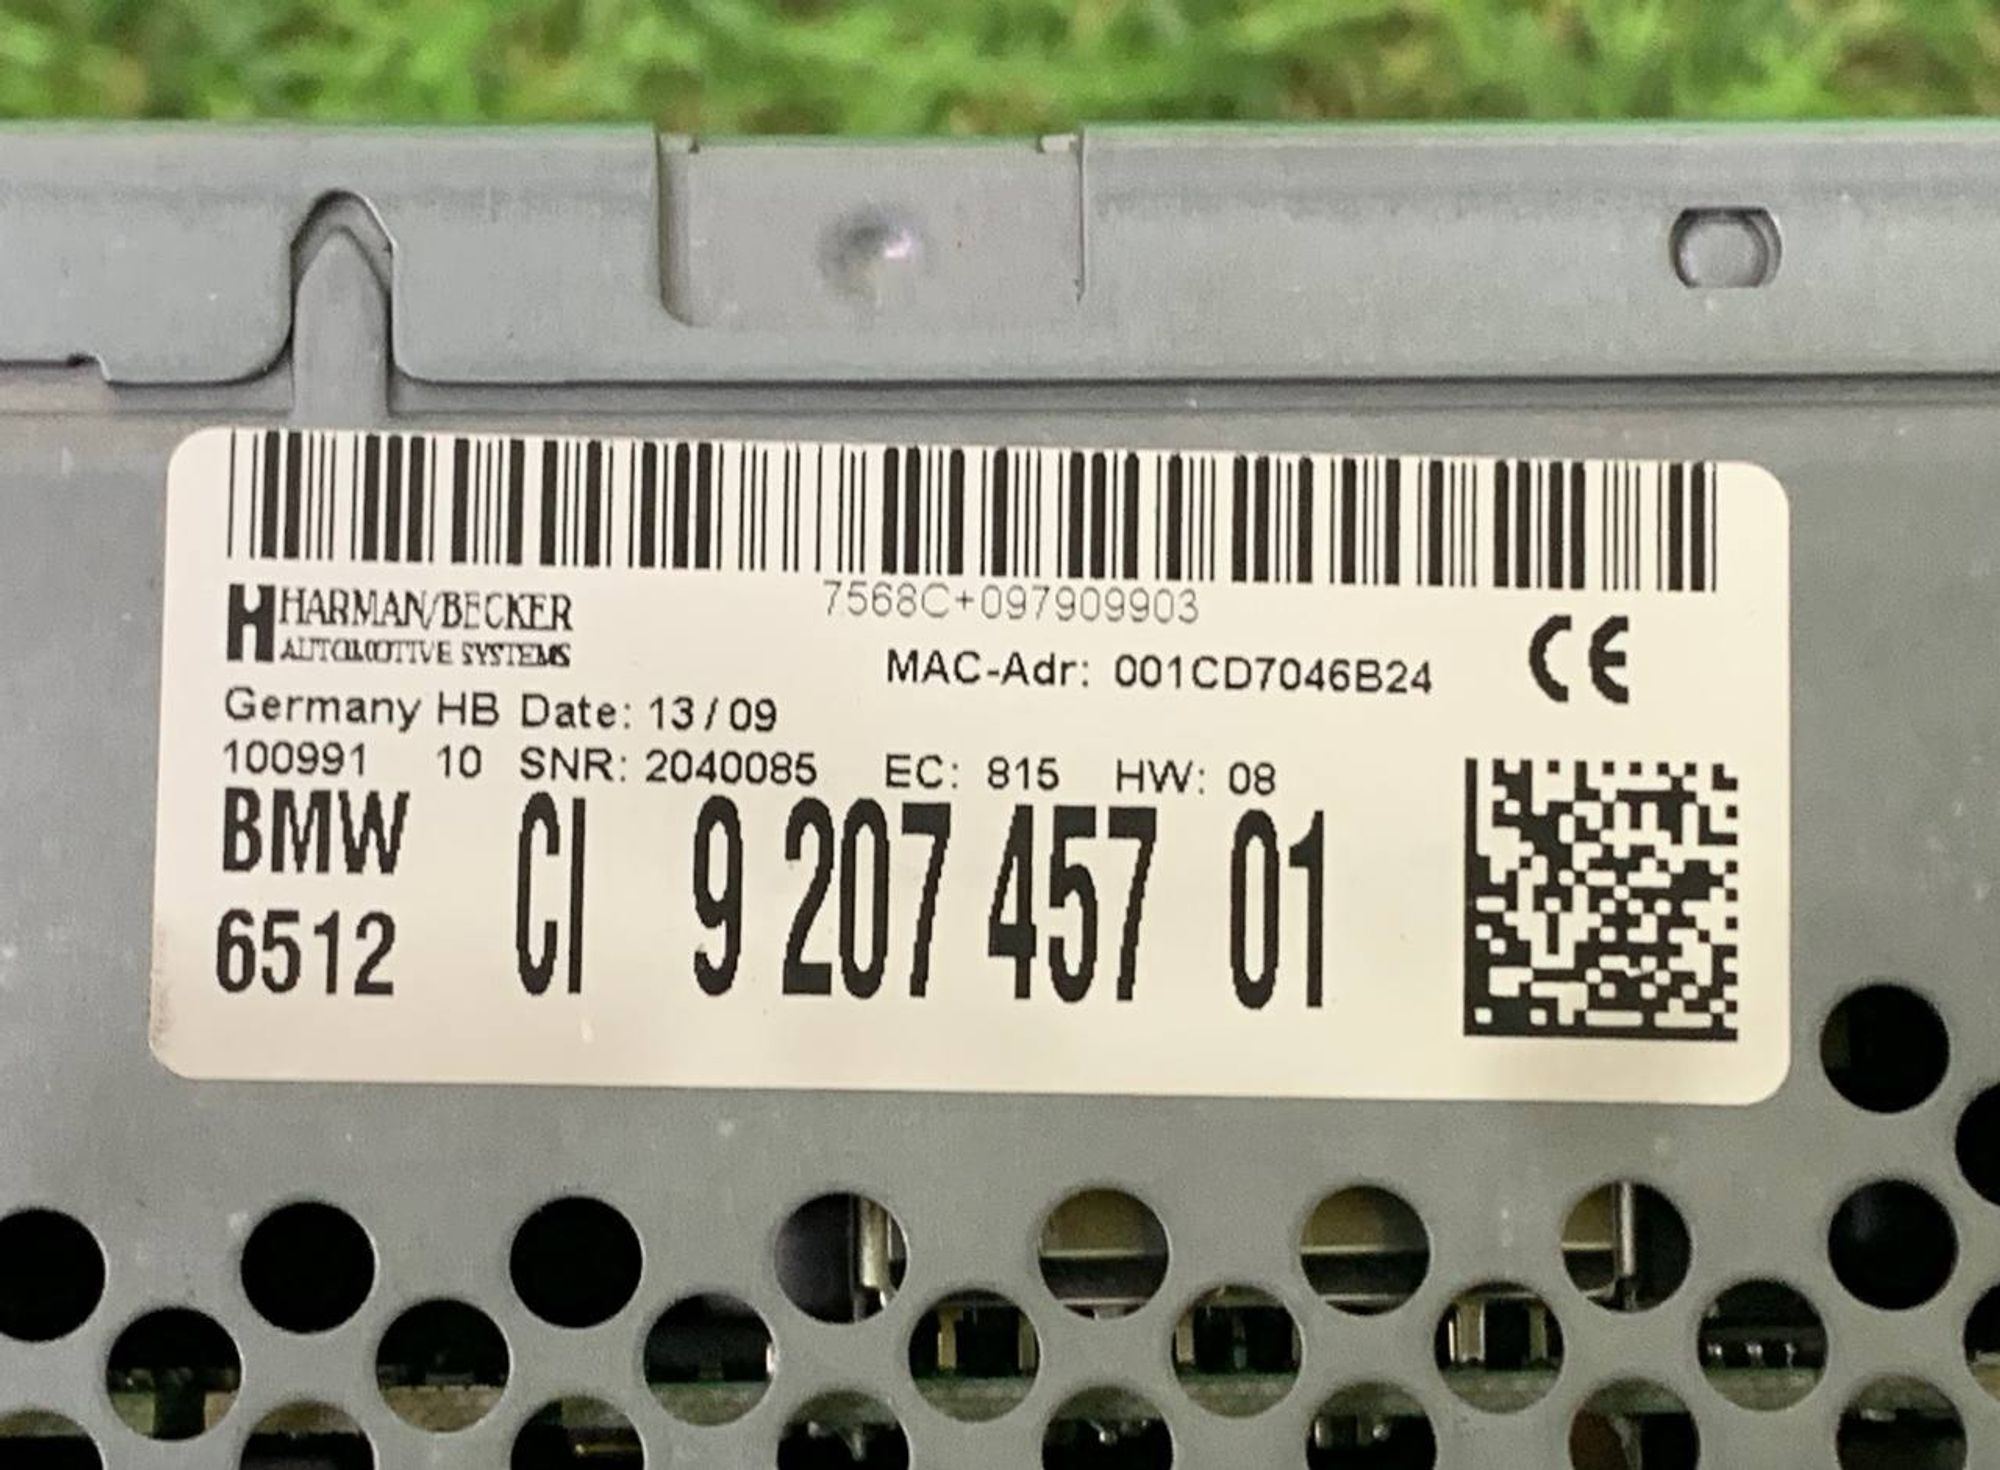 7568C+097909903
HARMAN/BECKER
AUTOMOTIVE SYSTEMS
MAC-Adr: 001CD7046B24
CE
Germany HB Date: 13/09
100991 10 SNR: 2040085 EC: 815 HW: 08
BMW
6512
CI 9 207 457 01